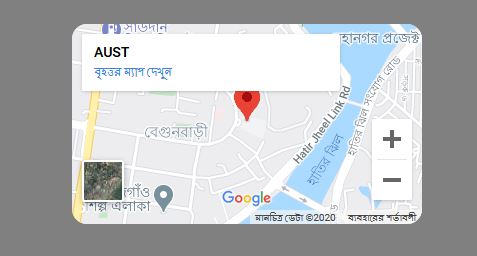 সাউদান
হানগর প্রজেক্ট
AUST
বৃহত্তর ম্যাপ দেখুন
বেগুনবাড়ী
Hatir Jheel Link Rd
হাতির ঝিল
হাতির ঝিল সংযোগ রোড
গাঁও
শিল্প এলাকা
Google
মানচিত্র ডেটা ©2020
ব্যবহারের শর্তাবলী